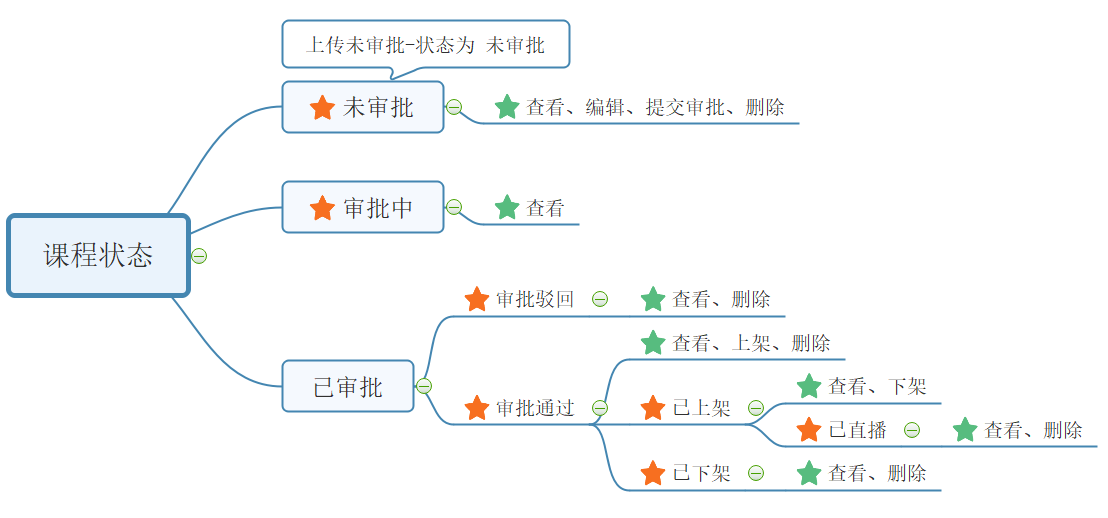 上传未审批-状态为 未审批
未审批
查看、编辑、提交审批、删除
审批中
查看
课程状态
已审批
审批驳回
查看、删除
审批通过
查看、上架、删除
已上架
查看、下架
已直播
查看、删除
已下架
查看、删除